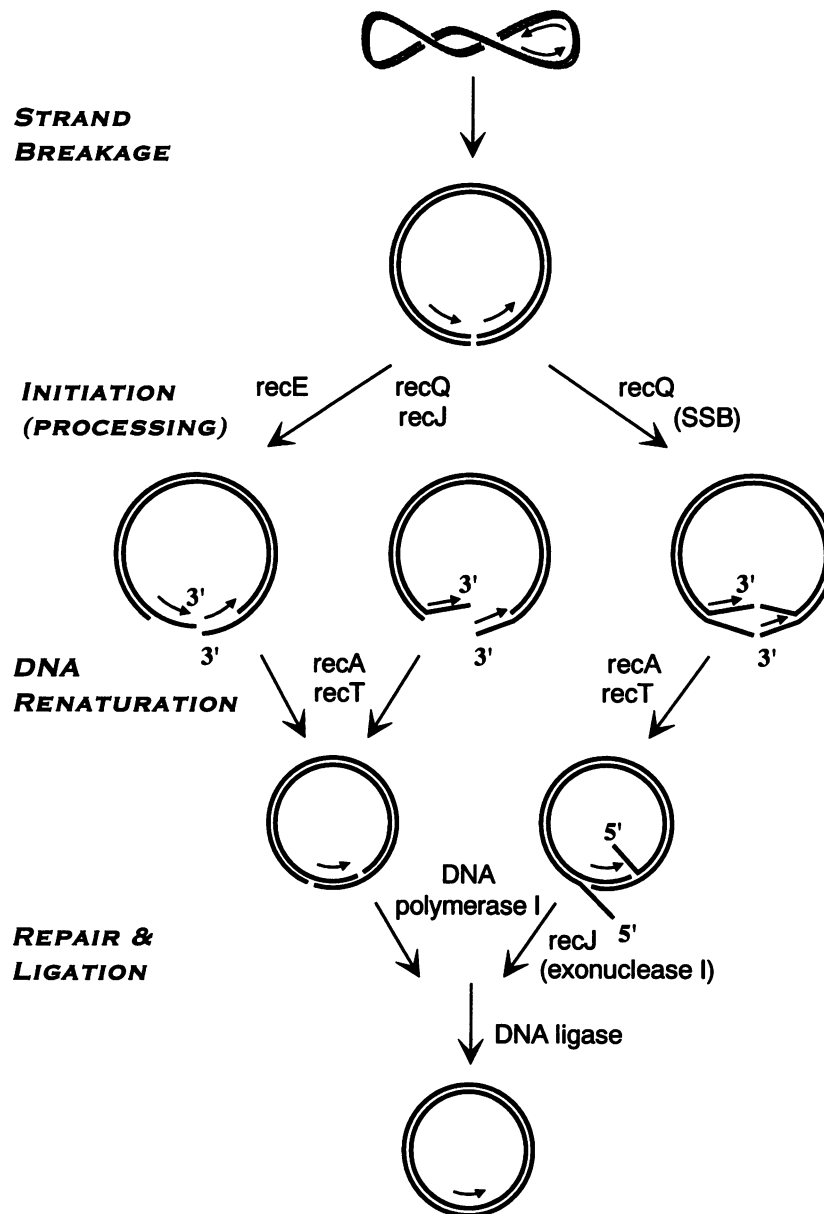 STRAND
BREAKAGE
INITIATION
(PROCESSING)
recE
recQ
recJ
recQ
(SSB)
3'
3'
3'
3'
3'
3'
DNA
RENATURATION
recA
recT
recA
recT
5'
5'
DNA
polymerase I
REPAIR &
LIGATION
recJ
(exonuclease I)
DNA ligase